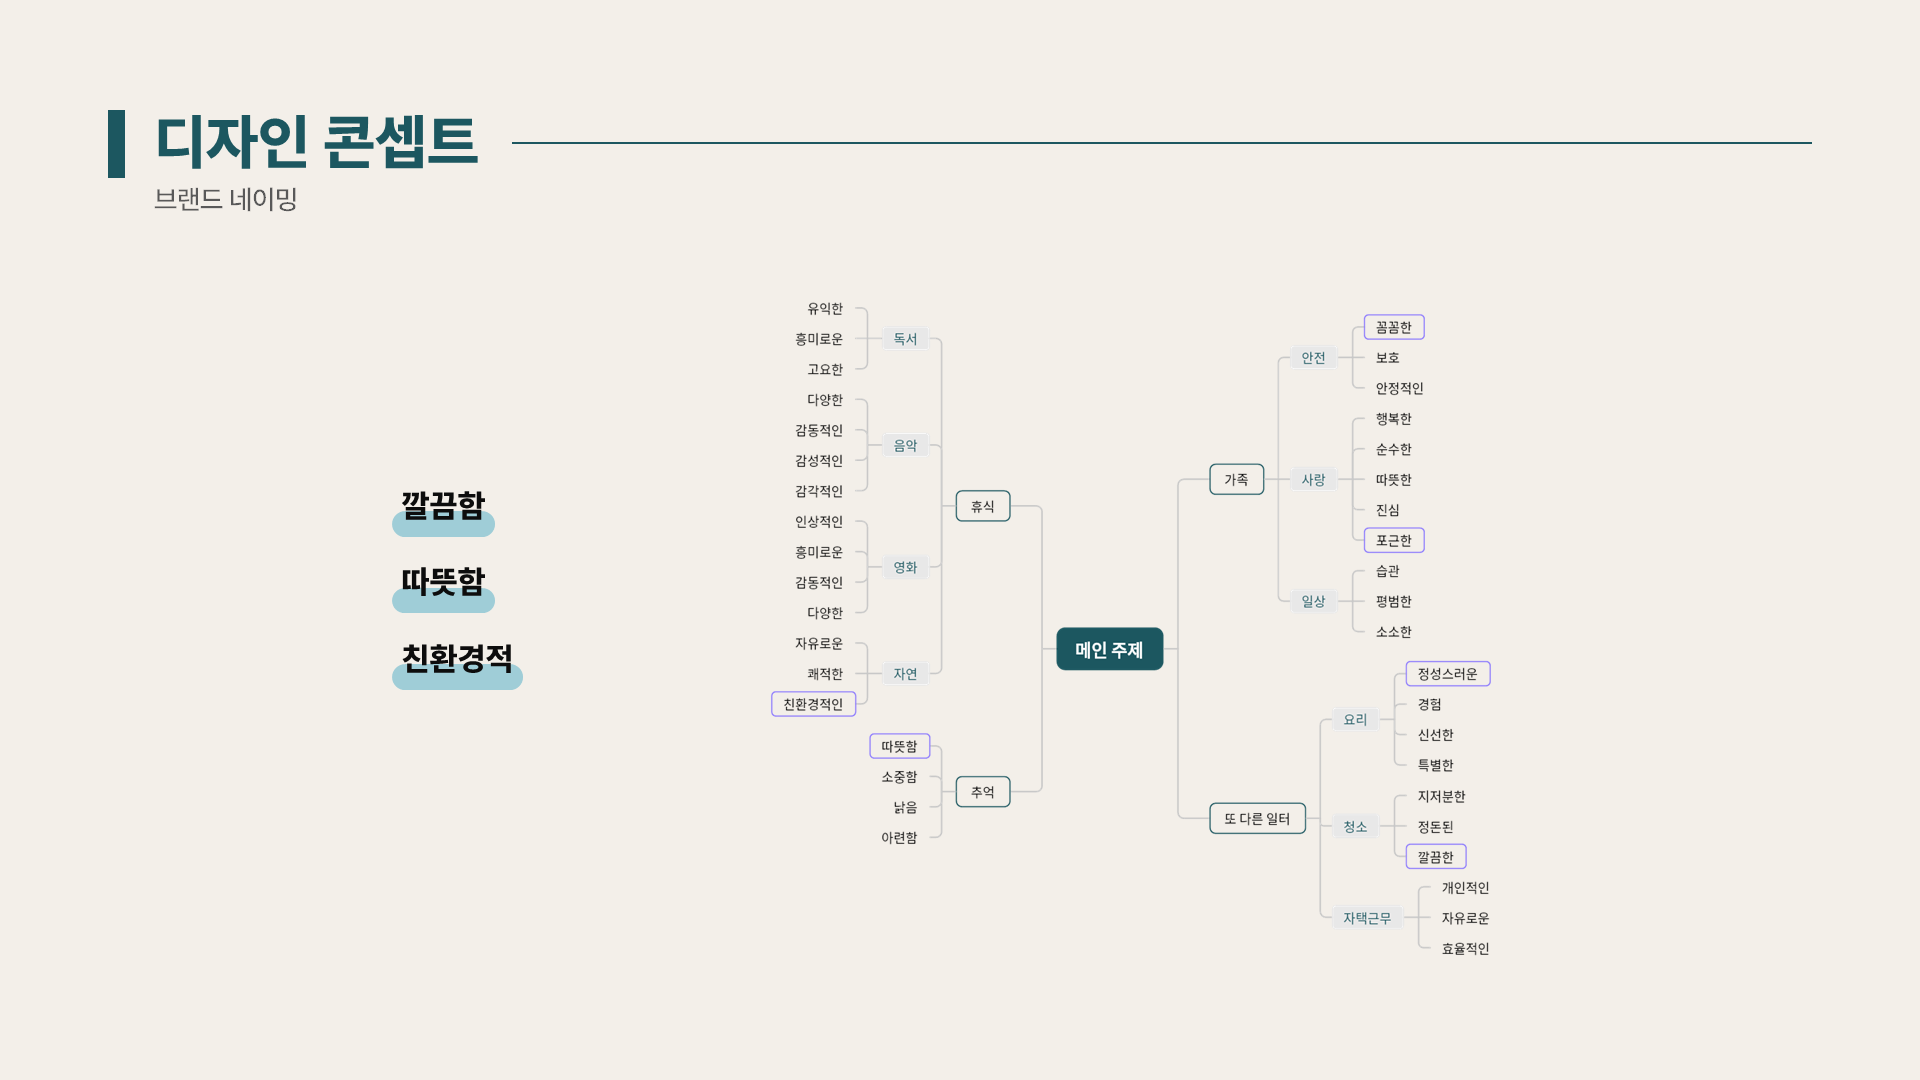 디자인 콘셉트
브랜드 네이밍
깔끔함
따뜻함
친환경적
유익한
흥미로운
고요한
독서
다양한
감동적인
감성적인
감각적인
음악
인상적인
흥미로운
감동적인
다양한
영화
자유로운
쾌적한
친환경적인
자연
휴식
따뜻함
소중함
낡음
아련함
추억
메인 주제
가족
안전
꼼꼼한
보호
안정적인
사랑
행복한
순수한
따뜻한
진심
포근한
일상
습관
평범한
소소한
또 다른 일터
요리
정성스러운
경험
신선한
특별한
청소
지저분한
정돈된
깔끔한
자택근무
개인적인
자유로운
효율적인